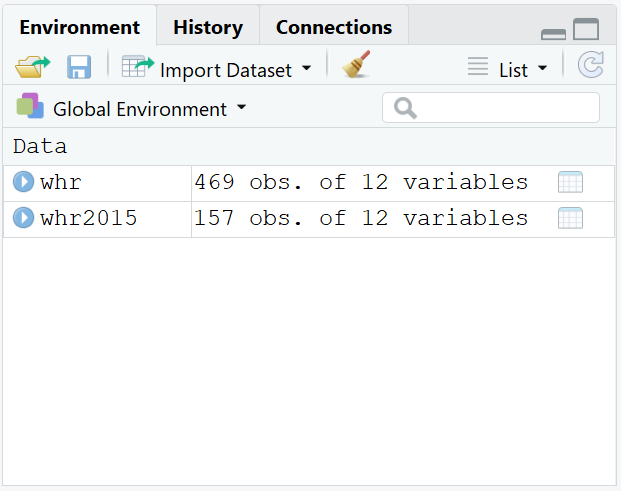 Environment History Connections
Import Dataset List
Global Environment
Data
whr 469 obs. of 12 variables
whr2015 157 obs. of 12 variables